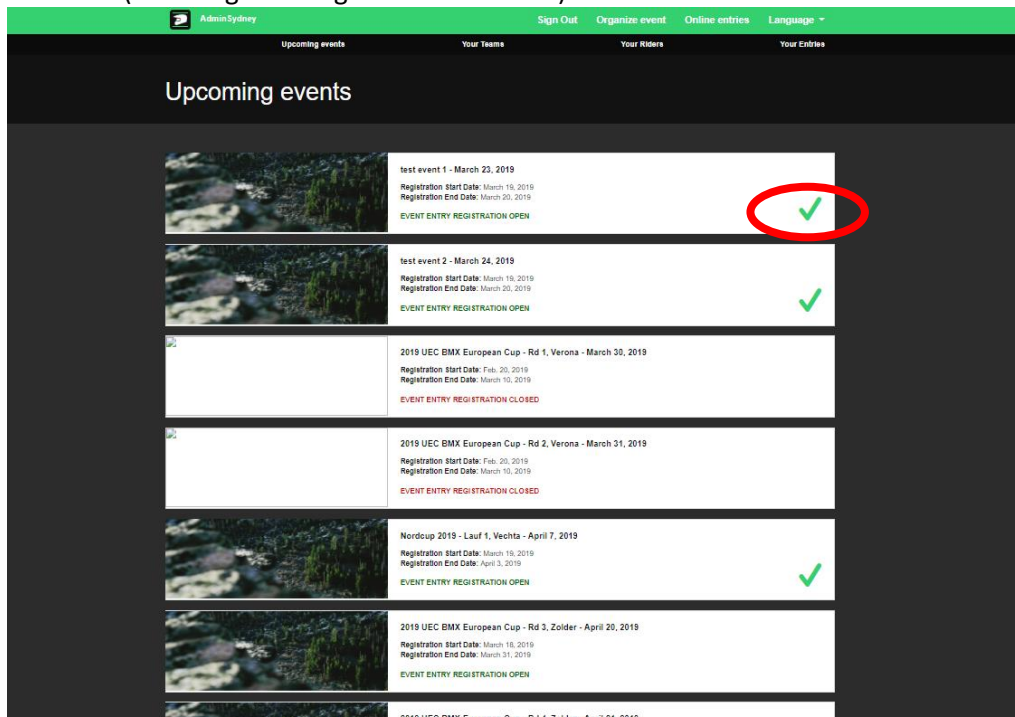 AdminSydney
Sign Out Organize event Online entries Language
Upcoming events Your Teams Your Riders Your Entries
Upcoming events
test event 1 - March 23, 2019
Registration Start Date: March 19, 2019
Registration End Date: March 20, 2019
EVENT ENTRY REGISTRATION OPEN
test event 2 - March 24, 2019
Registration Start Date: March 19, 2019
Registration End Date: March 20, 2019
EVENT ENTRY REGISTRATION OPEN
2019 UEC BMX European Cup - Rd 1, Verona - March 30, 2019
Registration Start Date: Feb. 20, 2019
Registration End Date: March 10, 2019
EVENT ENTRY REGISTRATION CLOSED
2019 UEC BMX European Cup - Rd 2, Verona - March 31, 2019
Registration Start Date: Feb. 20, 2019
Registration End Date: March 10, 2019
EVENT ENTRY REGISTRATION CLOSED
Nordcup 2019 - Lauf 1, Vechta - April 7, 2019
Registration Start Date: March 19, 2019
Registration End Date: April 3, 2019
EVENT ENTRY REGISTRATION OPEN
2019 UEC BMX European Cup - Rd 3, Zolder - April 20, 2019
Registration Start Date: March 18, 2019
Registration End Date: March 31, 2019
EVENT ENTRY REGISTRATION OPEN